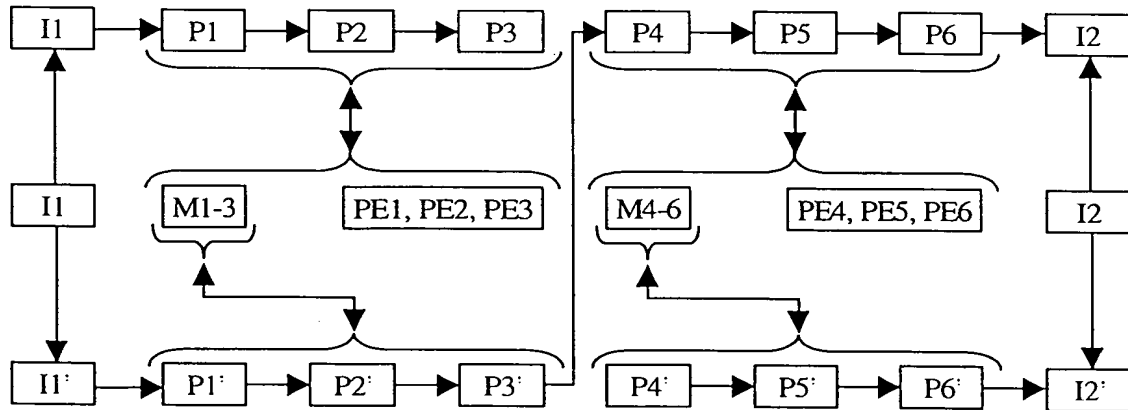 I1 P1 P2 P3 P4 P5 P6 I2
I1 M1-3 PE1, PE2, PE3 M4-6 PE4, PE5, PE6 I2
I1' P1' P2' P3' P4' P5' P6' I2'